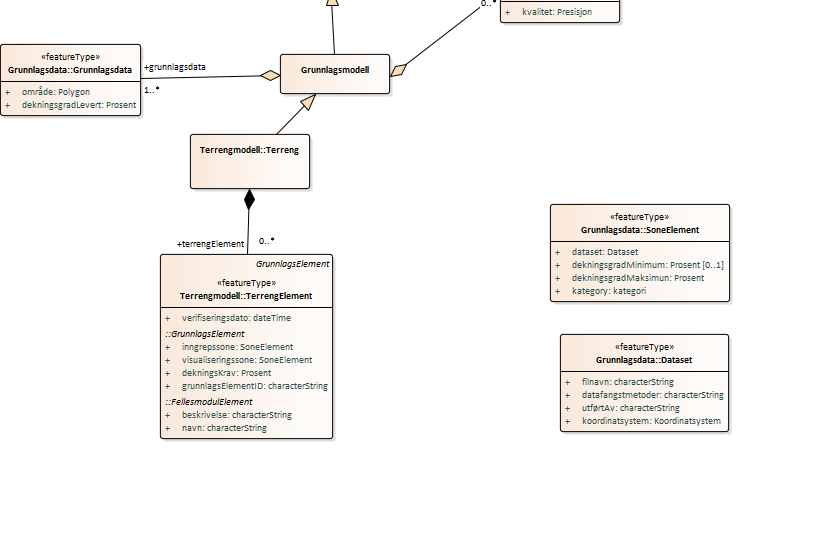 0..*
+ kvalitet: Presisjon
«featureType»
Grunnlagsdata::Grunnlagsdata
+ område: Polygon
+ dekningsgradLevert: Prosent
+grunnlagsdata
1..*
Grunnlagsmodell
Terrengmodell::Terreng
+terrengElement
0..*
GrunnlagsElement
«featureType»
Terrengmodell::TerrengElement
+ verifiseringsdato: dateTime
::GrunnlagsElement
+ inngrepssone: SoneElement
+ visualiseringssone: SoneElement
+ dekningsKrav: Prosent
+ grunnlagsElementID: characterString
::FellesmodulElement
+ beskrivelse: characterString
+ navn: characterString
«featureType»
Grunnlagsdata::SoneElement
+ dataset: Dataset
+ dekningsgradMinimum: Prosent [0..1]
+ dekningsgradMaksimun: Prosent
+ kategory: kategori
«featureType»
Grunnlagsdata::Dataset
+ filnavn: characterString
+ datafangstmetoder: characterString
+ utførtAv: characterString
+ koordinatsystem: Koordinatsystem